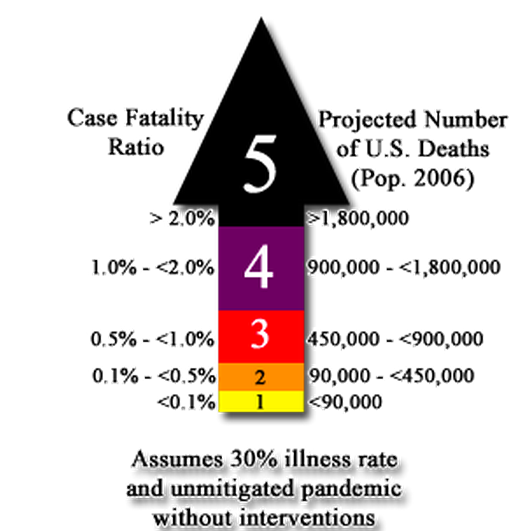 Case Fatality
Ratio
Projected Number
of U.S. Deaths
(Pop. 2006)
5
> 2.0%
>1,800,000
1.0% - <2.0%
4
900,000 - <1,800,000
0.5% - <1.0%
3
450,000 - <900,000
0.1% - <0.5%
2
90,000 - <450,000
<0.1%
1
<90,000
Assumes 30% illness rate
and unmitigated pandemic
without interventions